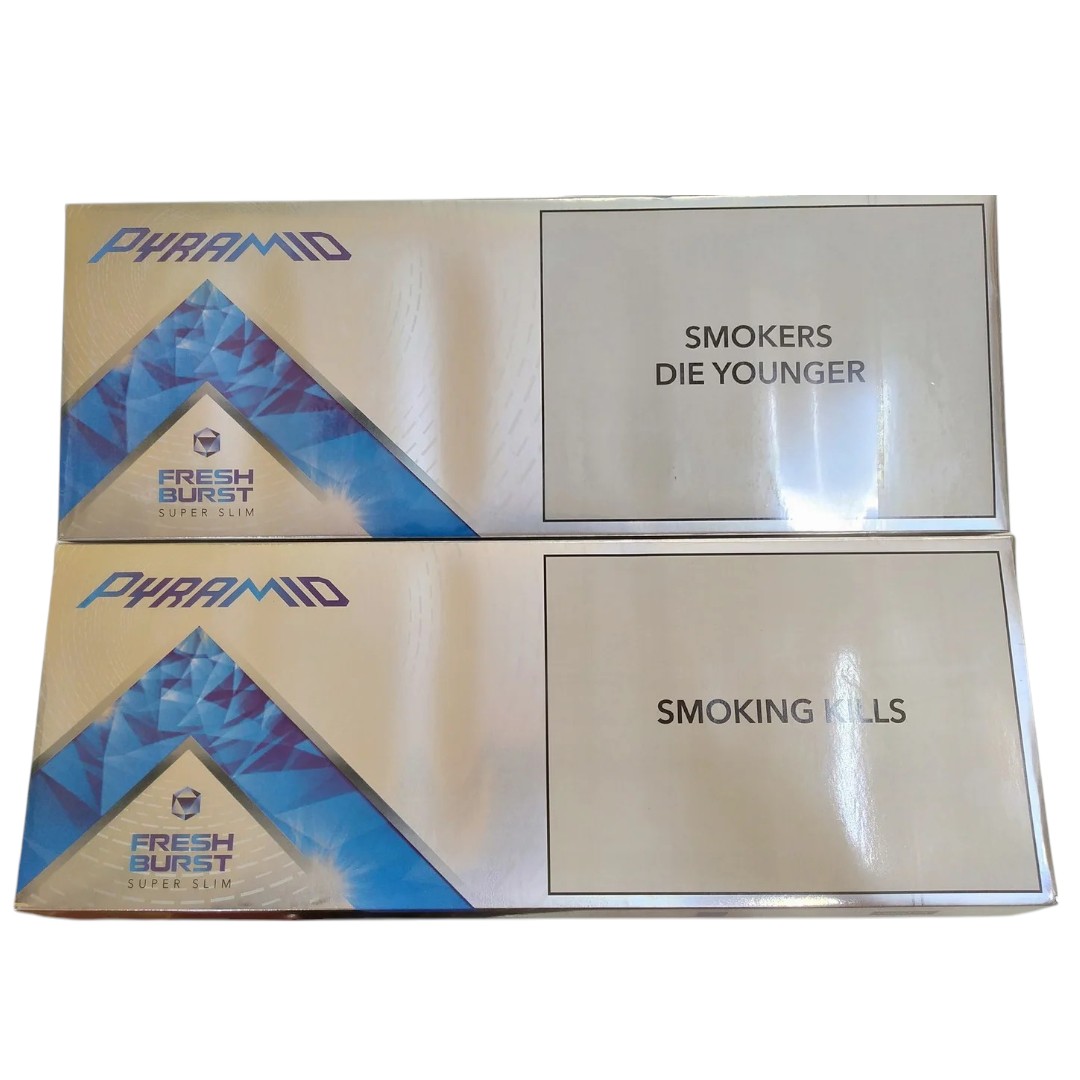 PYRAMID
FRESH
BURST
SUPER SLIM
SMOKERS
DIE YOUNGER
PYRAMID
FRESH
BURST
SUPER SLIM
SMOKING KILLS